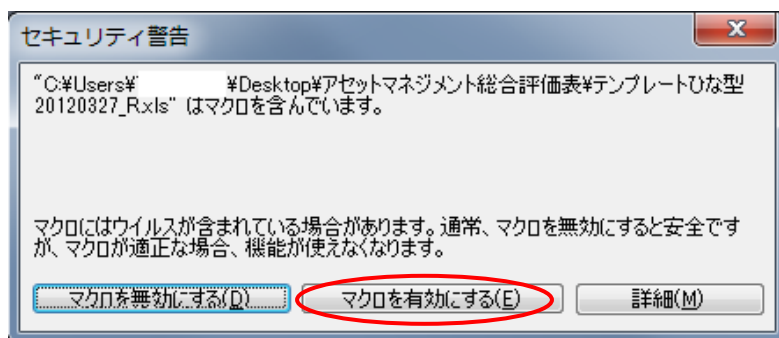 セキュリティ警告
"C:¥Users¥ ¥Desktop¥アセットマネジメント総合評価表¥テンプレートひな型
20120327_R.xls" はマクロを含んでいます。
マクロにはウイルスが含まれている場合があります。通常、マクロを無効にすると安全です
が、マクロが適正な場合、機能が使えなくなります。
マクロを無効にする(D) マクロを有効にする(E) 詳細(M)